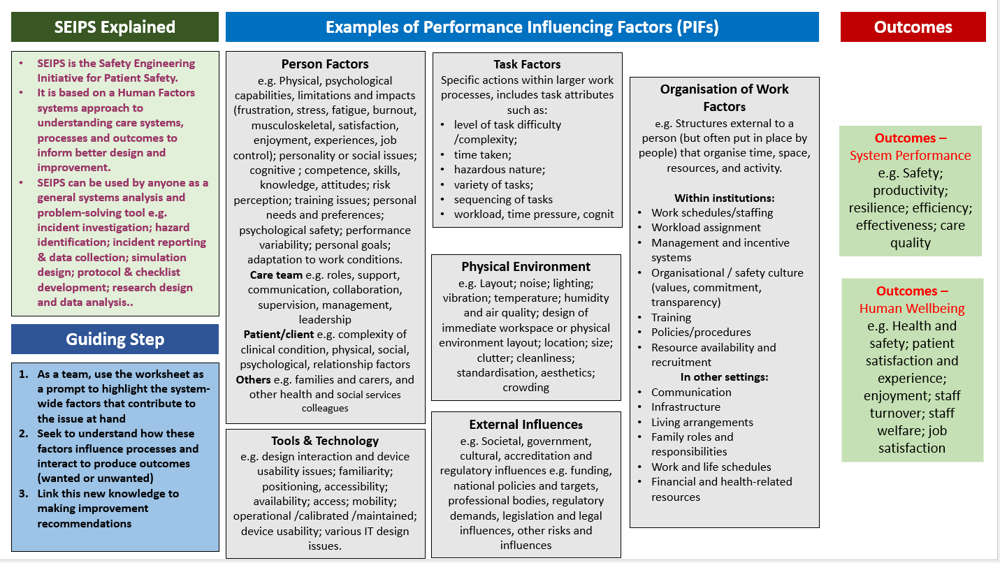 SEIPS Explained
• SEIPS is the Safety Engineering
Initiative for Patient Safety.
• It is based on a Human Factors
systems approach to
understanding care systems,
processes and outcomes to
inform better design and
improvement.
• SEIPS can be used by anyone as a
general systems analysis and
problem-solving tool e.g.
incident investigation; hazard
identification; incident reporting
& data collection; simulation
design; protocol & checklist
development; research design
and data analysis..
Guiding Step
1. As a team, use the worksheet as
a prompt to highlight the system-
wide factors that contribute to
the issue at hand
2. Seek to understand how these
factors influence processes and
interact to produce outcomes
(wanted or unwanted)
3. Link this new knowledge to
making improvement
recommendations
Examples of Performance Influencing Factors (PIFs)
Person Factors
e.g. Physical, psychological
capabilities, limitations and impacts
(frustration, stress, fatigue, burnout,
musculoskeletal, satisfaction,
enjoyment, experiences, job
control); personality or social issues;
cognitive ; competence, skills,
knowledge, attitudes; risk
perception; training issues; personal
needs and preferences;
psychological safety; performance
variability; personal goals;
adaptation to work conditions.
Care team e.g. roles, support,
communication, collaboration,
supervision, management,
leadership
Patient/client e.g. complexity of
clinical condition, physical, social,
psychological, relationship factors
Others e.g. families and carers, and
other health and social services
colleagues
Tools & Technology
e.g. design interaction and device
usability issues; familiarity;
positioning, accessibility;
availability; access; mobility;
operational /calibrated /maintained;
device usability; various IT design
issues.
Task Factors
Specific actions within larger work
processes, includes task attributes
such as:
• level of task difficulty
/complexity;
• time taken;
• hazardous nature;
• variety of tasks;
• sequencing of tasks
• workload, time pressure, cognit
Physical Environment
e.g. Layout; noise; lighting;
vibration; temperature; humidity
and air quality; design of
immediate workspace or physical
environment layout; location; size;
clutter; cleanliness;
standardisation, aesthetics;
crowding
External Influences
e.g. Societal, government,
cultural, accreditation and
regulatory influences e.g. funding,
national policies and targets,
professional bodies, regulatory
demands, legislation and legal
influences, other risks and
influences
Organisation of Work
Factors
e.g. Structures external to a
person (but often put in place by
people) that organise time, space,
resources, and activity.
Within institutions:
• Work schedules/staffing
• Workload assignment
• Management and incentive
systems
• Organisational / safety culture
(values, commitment,
transparency)
• Training
• Policies/procedures
• Resource availability and
recruitment
In other settings:
• Communication
• Infrastructure
• Living arrangements
• Family roles and
responsibilities
• Work and life schedules
• Financial and health-related
resources
Outcomes
Outcomes –
System Performance
e.g. Safety;
productivity;
resilience; efficiency;
effectiveness; care
quality
Outcomes –
Human Wellbeing
e.g. Health and
safety; patient
satisfaction and
experience;
enjoyment; staff
turnover; staff
welfare; job
satisfaction